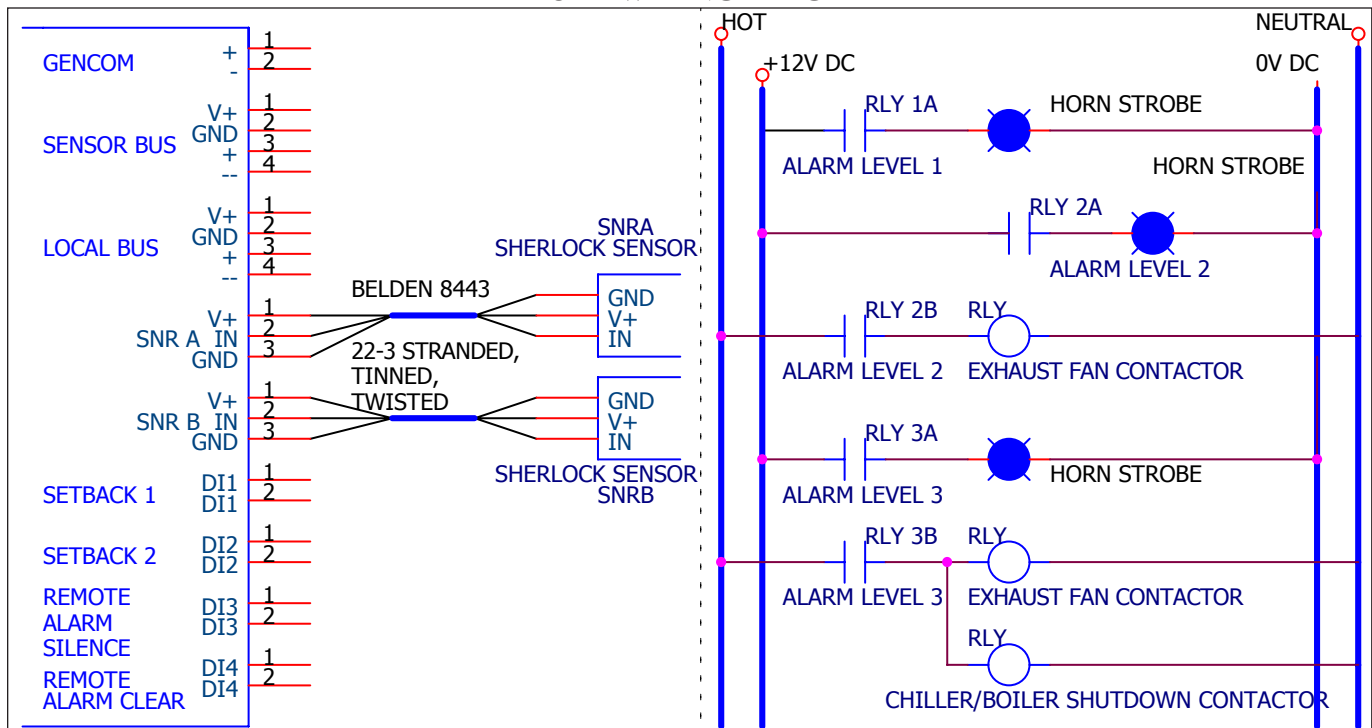 GENCOM
+ 1
- 2
SENSOR BUS
V+ 1
GND 2
+ 3
-- 4
LOCAL BUS
V+ 1
GND 2
+ 3
-- 4
SNR A
V+ 1
IN 2
GND 3
SNR B
V+ 1
IN 2
GND 3
SETBACK 1
DI1 1
DI1 2
SETBACK 2
DI2 1
DI2 2
REMOTE
ALARM
SILENCE
DI3 1
DI3 2
REMOTE
ALARM CLEAR
DI4 1
DI4 2
BELDEN 8443
22-3 STRANDED,
TINNED,
TWISTED
SNRA
SHERLOCK SENSOR
GND
V+
IN
GND
V+
IN
SHERLOCK SENSOR
SNRB
HOT
NEUTRAL
+12V DC
0V DC
RLY 1A
HORN STROBE
ALARM LEVEL 1
HORN STROBE
RLY 2A
ALARM LEVEL 2
RLY 2B
RLY
ALARM LEVEL 2
EXHAUST FAN CONTACTOR
RLY 3A
ALARM LEVEL 3
HORN STROBE
RLY 3B
RLY
ALARM LEVEL 3
EXHAUST FAN CONTACTOR
RLY
CHILLER/BOILER SHUTDOWN CONTACTOR